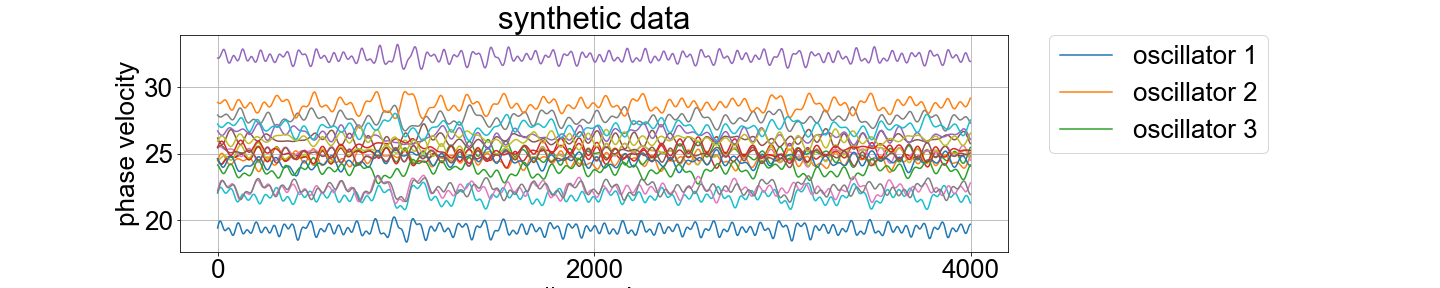 synthetic data
phase velocity
30
25
20
0
2000
4000
oscillator 1
oscillator 2
oscillator 3